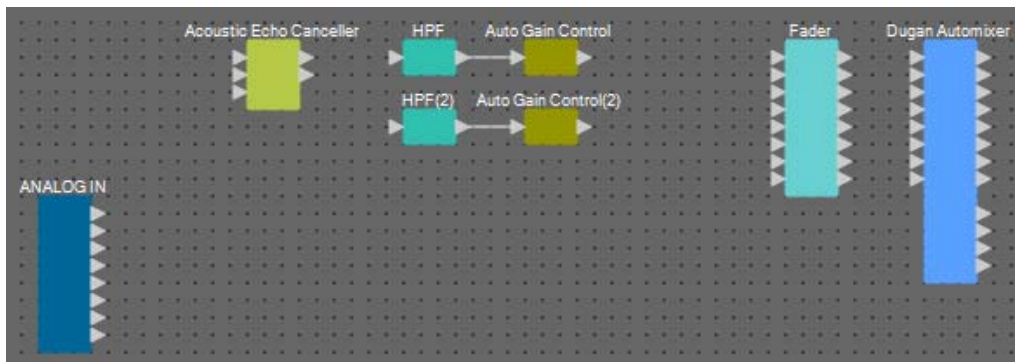 Acoustic Echo Canceller
HPF
Auto Gain Control
Fader
Dugan Automixer
HPF(2)
Auto Gain Control(2)
ANALOG IN